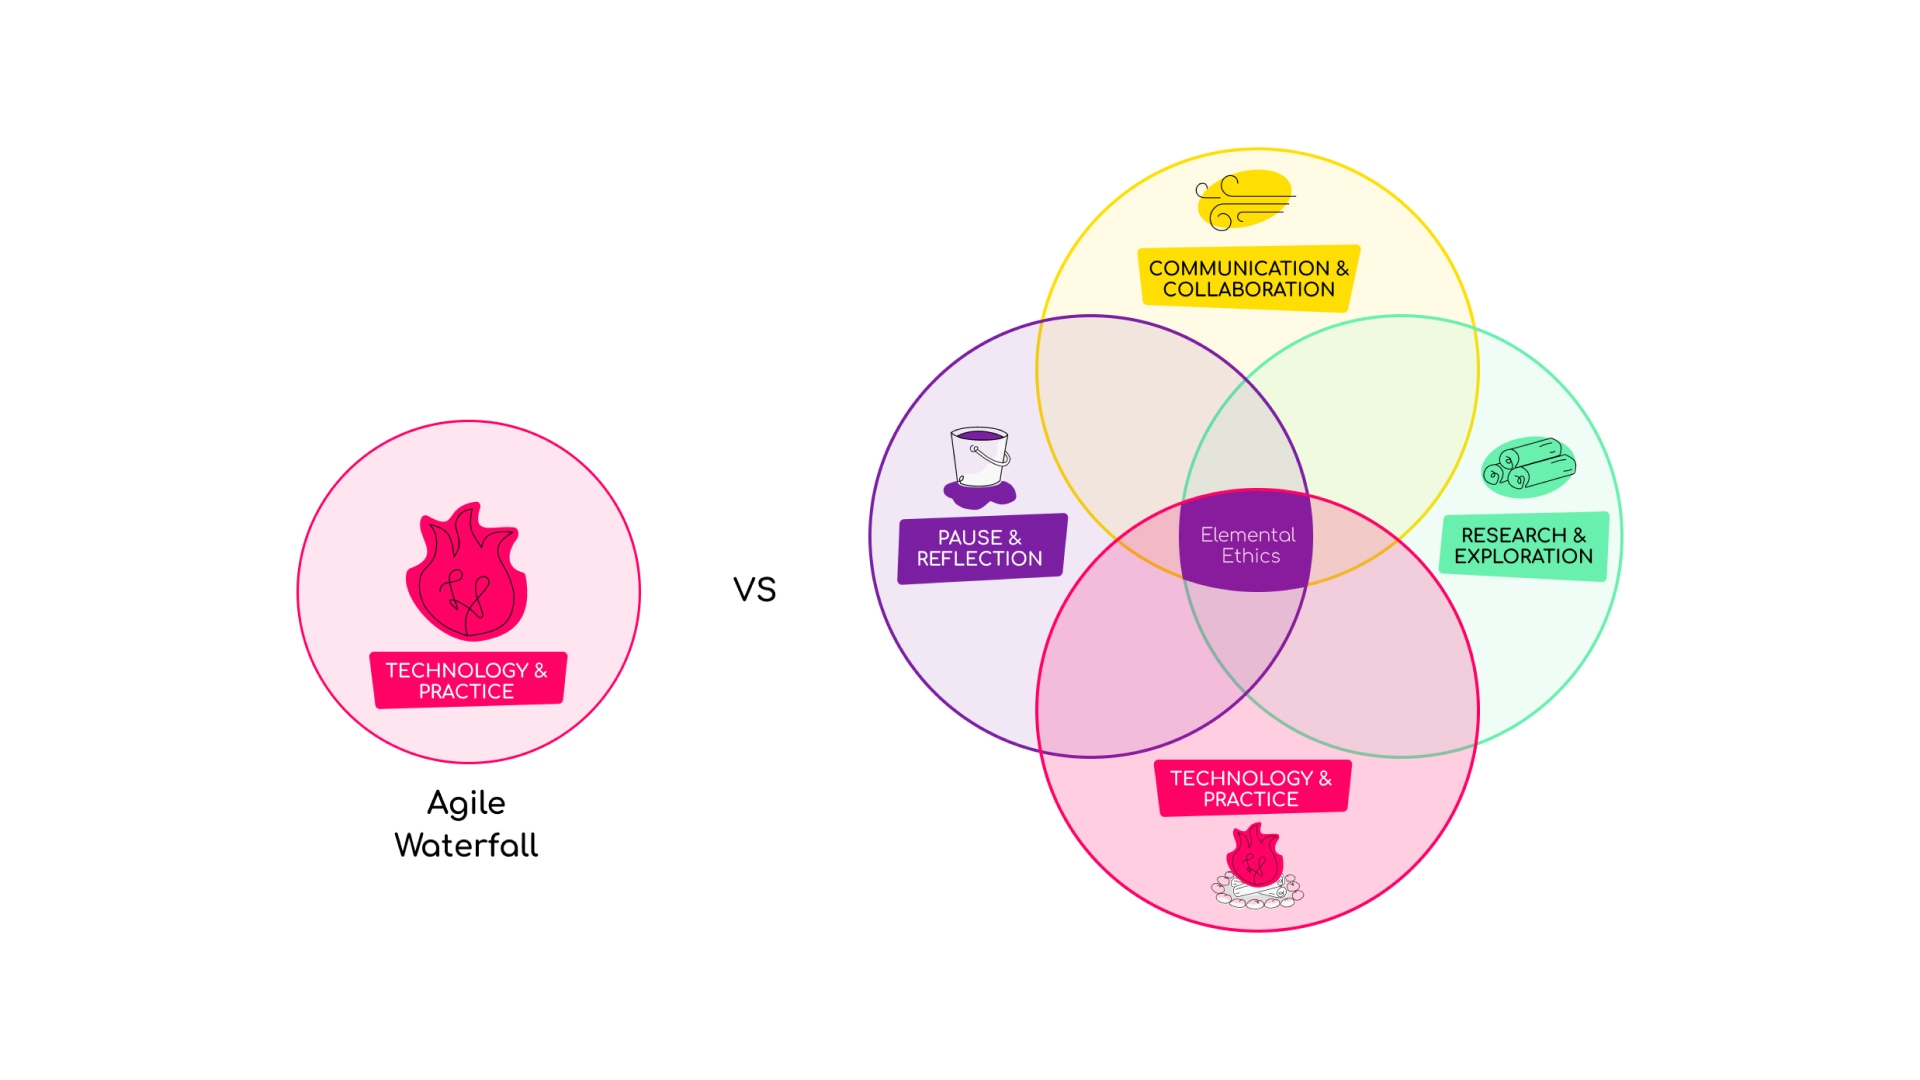 TECHNOLOGY &
PRACTICE
Agile
Waterfall
VS
COMMUNICATION &
COLLABORATION
PAUSE &
REFLECTION
Elemental
Ethics
RESEARCH &
EXPLORATION
TECHNOLOGY &
PRACTICE